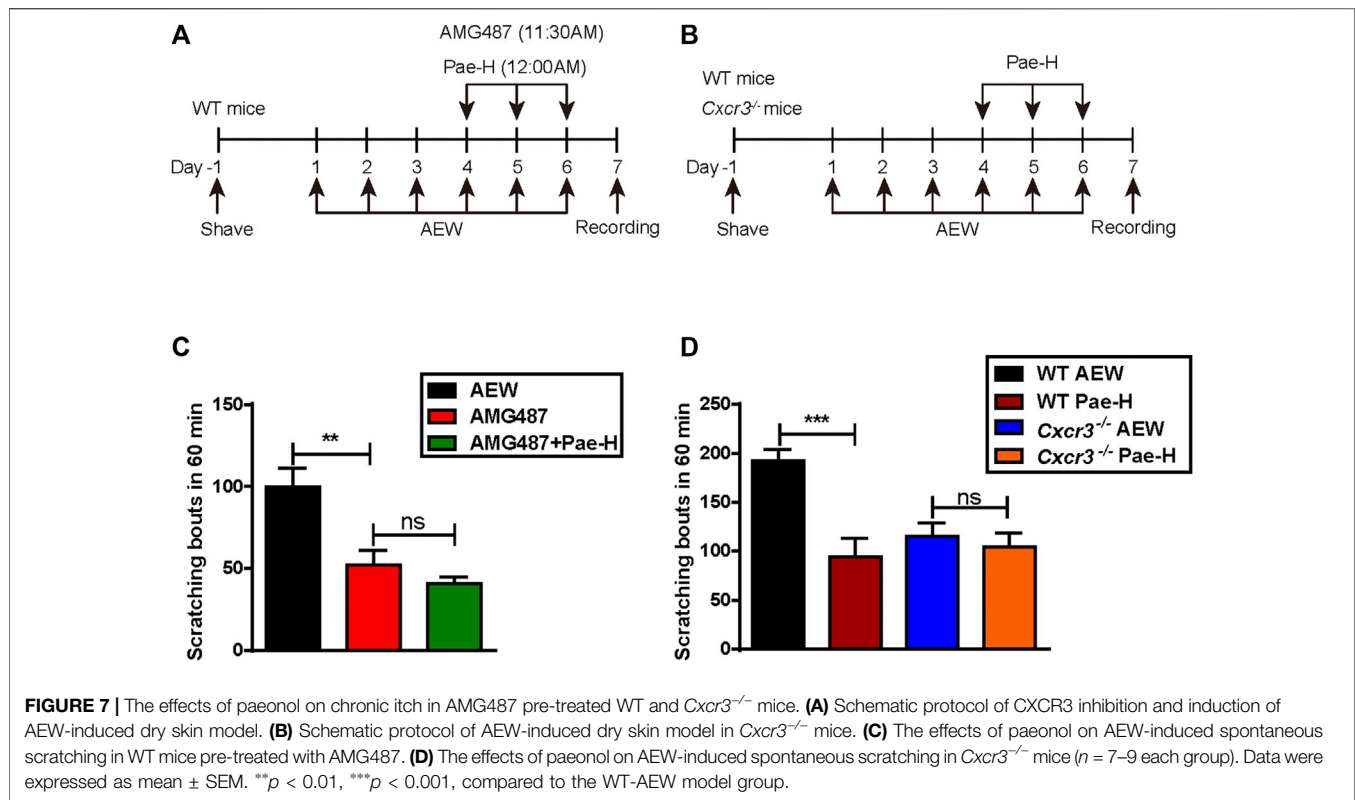 A
AMG487 (11:30AM)
Pae-H (12:00AM)
WT mice
Day -1 1 2 3 4 5 6 7
Shave AEW Recording
B
Pae-H
WT mice
Cxcr3-/- mice
Day -1 1 2 3 4 5 6 7
Shave AEW Recording
C
AEW
AMG487
AMG487+Pae-H
Scratching bouts in 60 min
150
100
50
0
**
ns
D
WT AEW
WT Pae-H
Cxcr3-/- AEW
Cxcr3 -/- Pae-H
Scratching bouts in 60 min
250
200
150
100
50
0
***
ns
FIGURE 7 | The effects of paeonol on chronic itch in AMG487 pre-treated WT and Cxcr3−/− mice. (A) Schematic protocol of CXCR3 inhibition and induction of
AEW-induced dry skin model. (B) Schematic protocol of AEW-induced dry skin model in Cxcr3−/− mice. (C) The effects of paeonol on AEW-induced spontaneous
scratching in WT mice pre-treated with AMG487. (D) The effects of paeonol on AEW-induced spontaneous scratching in Cxcr3−/− mice (n = 7–9 each group). Data were
expressed as mean ± SEM. **p < 0.01, ***p < 0.001, compared to the WT-AEW model group.